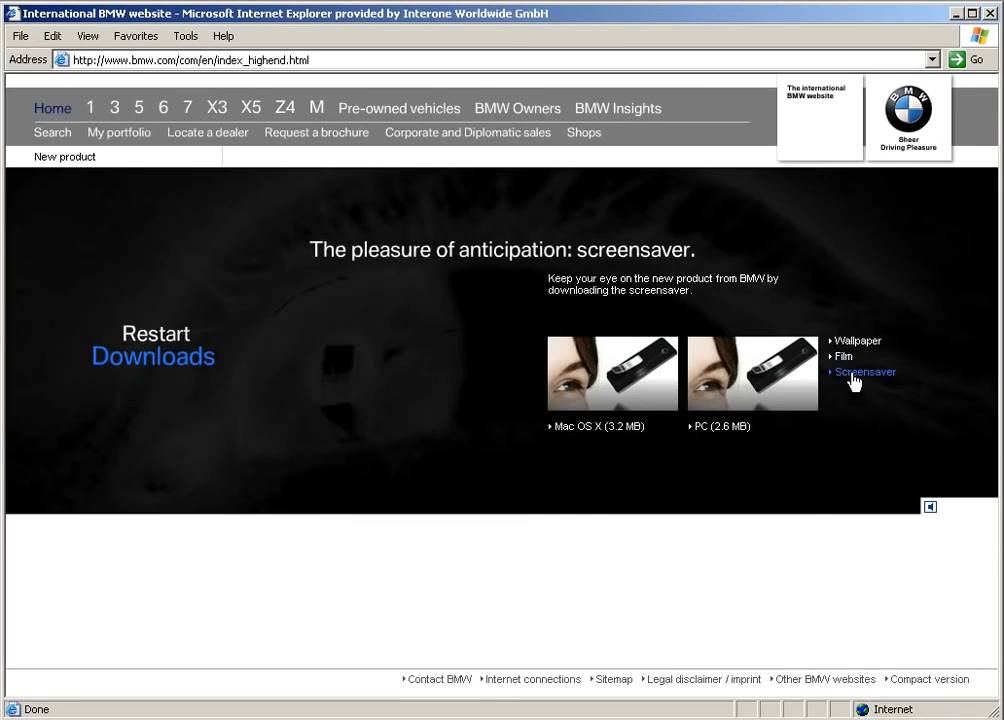 International BMW website - Microsoft Internet Explorer provided by Interone Worldwide GmbH
File Edit View Favorites Tools Help
Address http://www.bmw.com/com/en/index_highend.html Go
Home 1 3 5 6 7 X3 X5 Z4 M Pre-owned vehicles BMW Owners BMW Insights
Search My portfolio Locate a dealer Request a brochure Corporate and Diplomatic sales Shops
The international
BMW website
BMW
Sheer
Driving Pleasure
New product
The pleasure of anticipation: screensaver.
Keep your eye on the new product from BMW by
downloading the screensaver.
Restart
Downloads
Wallpaper
Film
Screensaver
Mac OS X (3.2 MB) PC (2.6 MB)
Contact BMW Internet connections Sitemap Legal disclaimer / imprint Other BMW websites Compact version
Done Internet